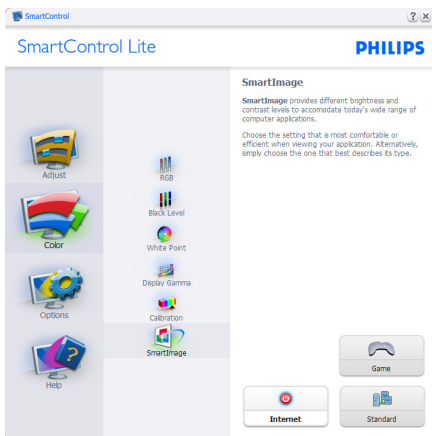 SmartControl
SmartControl Lite
PHILIPS
Adjust
Color
Options
Help
RGB
Black Level
White Point
Display Gamma
Calibration
SmartImage
SmartImage
SmartImage provides different brightness and
contrast levels to accomodate today's wide range of
computer applications.
Choose the setting that is most comfortable or
efficient when viewing your application. Alternatively,
simply choose the one that best describes its type.
Game
Internet
Standard